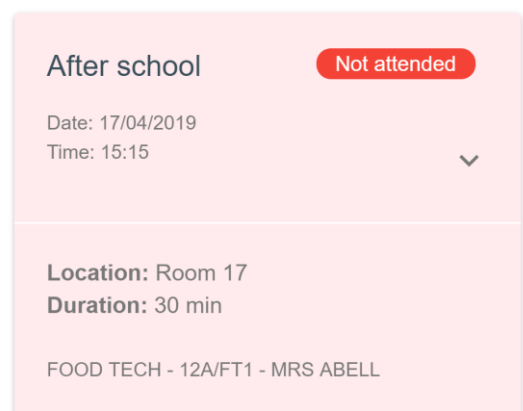 After school
Not attended
Date: 17/04/2019
Time: 15:15
Location: Room 17
Duration: 30 min
FOOD TECH - 12A/FT1 - MRS ABELL